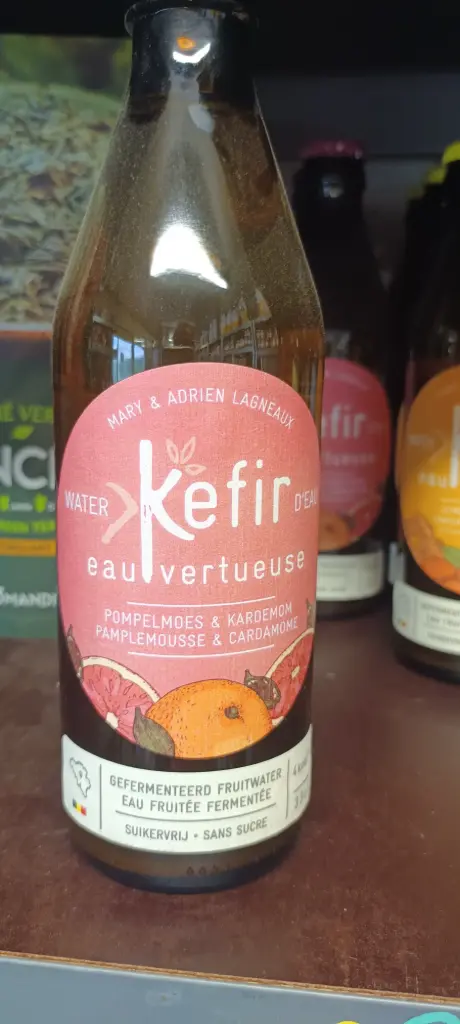 MARY & ADRIEN LAGNEAUX
WATER Kefir D'EAU
eau vertueuse
POMPELMOES & KARDEMOM
PAMPLEMOUSSE & CARDAMOME
GEFERMENTEERD FRUITWATER
EAU FRUITÉE FERMENTÉE
SUIKERVRIJ • SANS SUCRE